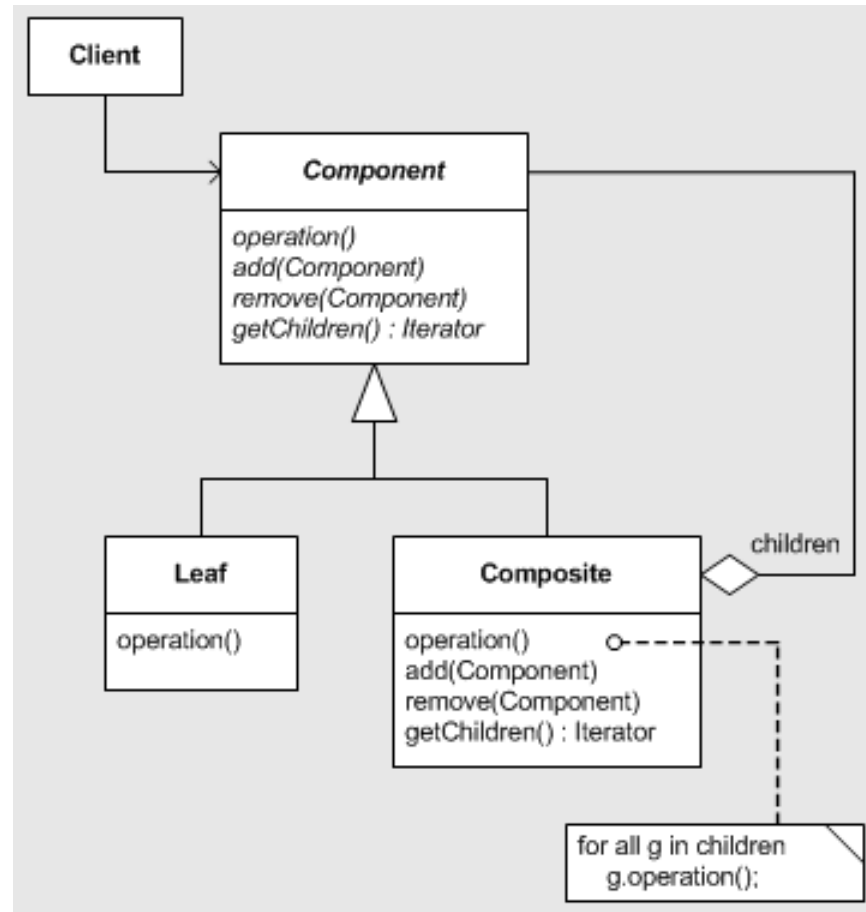 Client
Component
operation()
add(Component)
remove(Component)
getChildren() : Iterator
Leaf
operation()
Composite
children
operation()
add(Component)
remove(Component)
getChildren() : Iterator
for all g in children
g.operation();